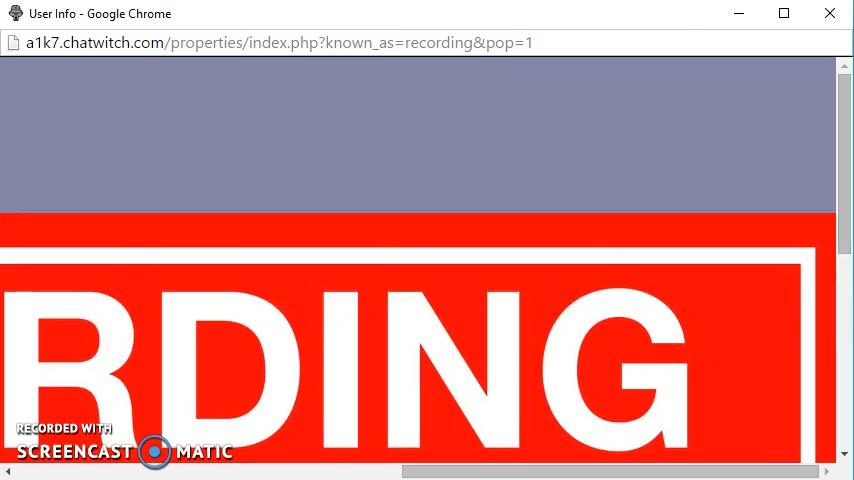 User Info - Google Chrome
a1k7.chatwitch.com/properties/index.php?known_as=recording&pop=1
RDING
RECORDED WITH
SCREENCAST MATIC